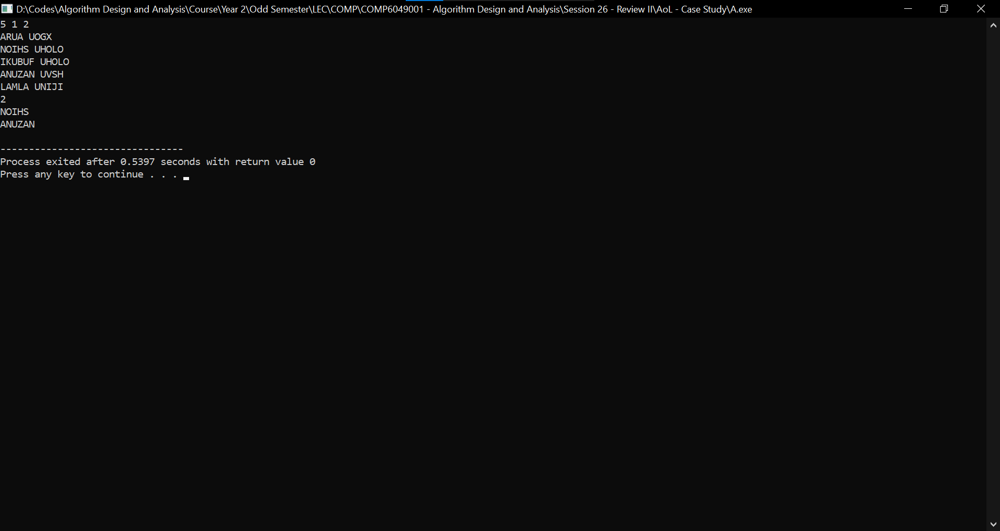 D:\Codes\Algorithm Design and Analysis\Course\Year 2\Odd Semester\LEC\COMP\COMP6049001 - Algorithm Design and Analysis\Session 26 - Review II\AoL - Case Study\A.exe
5 1 2
ARUA UOGX
NOIHS UHOLO
IKUBUF UHOLO
ANUZAN UVSH
LAMLA UNIJI
2
NOIHS
ANUZAN
--------------------------------
Process exited after 0.5397 seconds with return value 0
Press any key to continue . . .